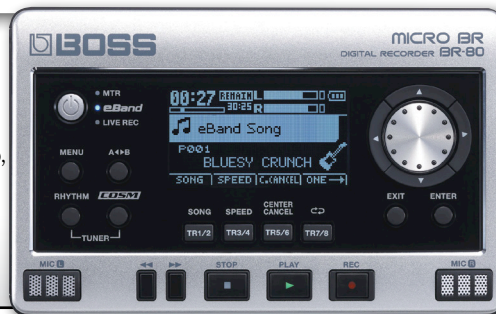 BOSS
MICRO BR
DIGITAL RECORDER BR-80
MTR
eBand
LIVE REC
00:27 REMAIN L
30:25 R
eBand Song
P001
BLUESY CRUNCH
SONG SPEED C.CANCEL ONE→
MENU A◄►B
RHYTHM COSM
TUNER
SONG SPEED CENTER CANCEL
TR1/2 TR3/4 TR5/6 TR7/8
EXIT ENTER
MIC L
◄◄ ►► STOP PLAY REC
MIC R